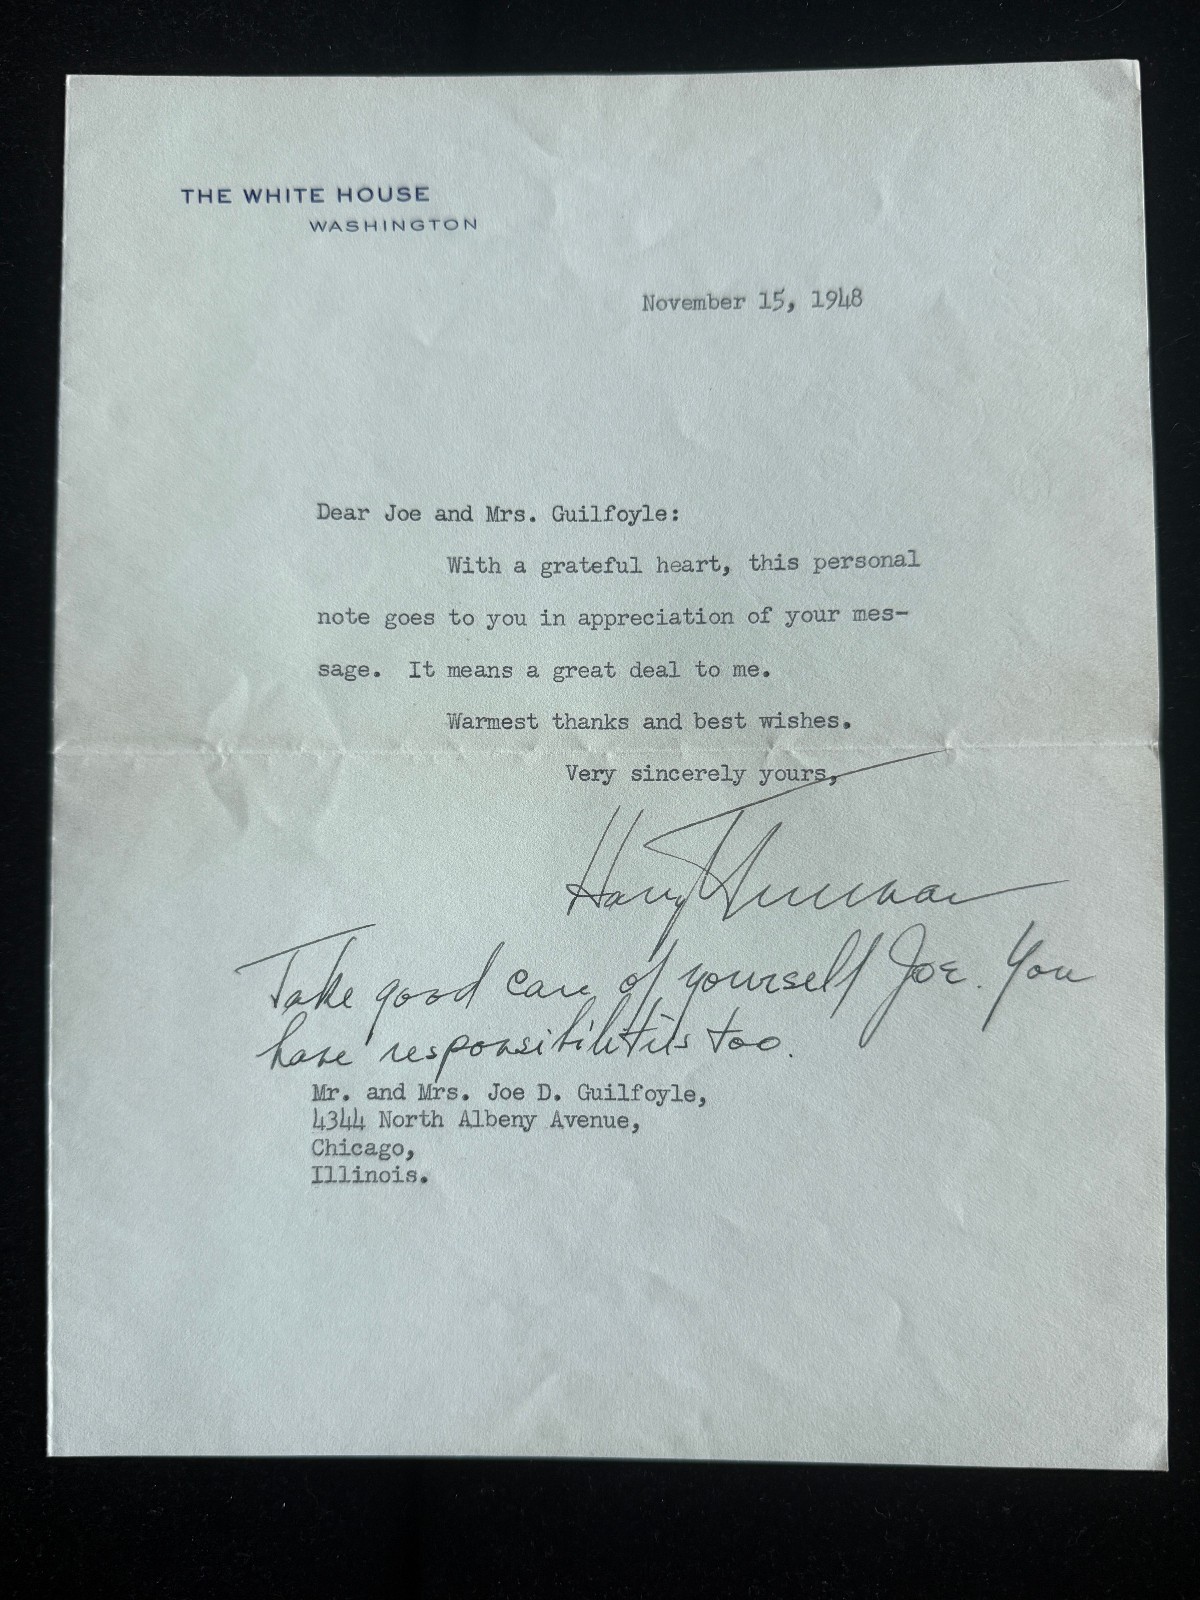 THE WHITE HOUSE
WASHINGTON
November 15, 1948
Dear Joe and Mrs. Guilfoyle:
With a grateful heart, this personal
note goes to you in appreciation of your mes-
sage. It means a great deal to me.
Warmest thanks and best wishes.
Very sincerely yours,
Harry Truman
Take good care of yourself Joe. You
have responsibilities too.
Mr. and Mrs. Joe D. Guilfoyle,
4344 North Albeny Avenue,
Chicago,
Illinois.